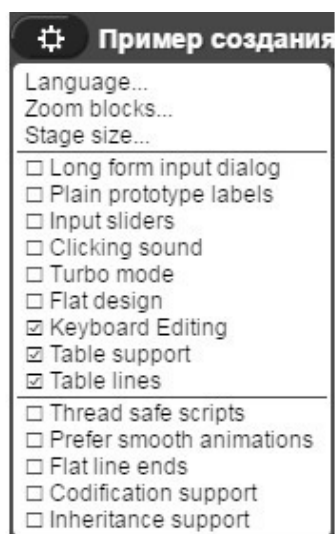 Пример создания
Language...
Zoom blocks...
Stage size...
Long form input dialog
Plain prototype labels
Input sliders
Clicking sound
Turbo mode
Flat design
Keyboard Editing
Table support
Table lines
Thread safe scripts
Prefer smooth animations
Flat line ends
Codification support
Inheritance support